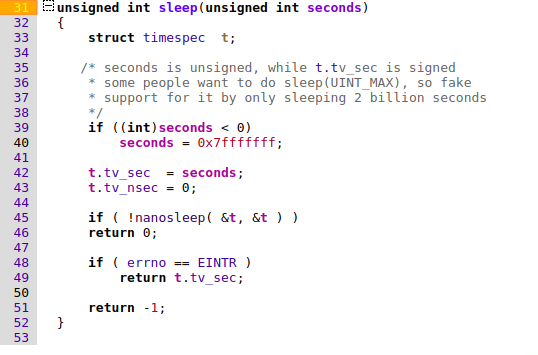 31 unsigned int sleep(unsigned int seconds)
32 {
33     struct timespec  t;
34
35    /* seconds is unsigned, while t.tv_sec is signed
36     * some people want to do sleep(UINT_MAX), so fake
37     * support for it by only sleeping 2 billion seconds
38     */
39     if ((int)seconds < 0)
40         seconds = 0x7fffffff;
41
42     t.tv_sec  = seconds;
43     t.tv_nsec = 0;
44
45     if ( !nanosleep( &t, &t ) )
46     return 0;
47
48     if ( errno == EINTR )
49         return t.tv_sec;
50
51     return -1;
52 }
53